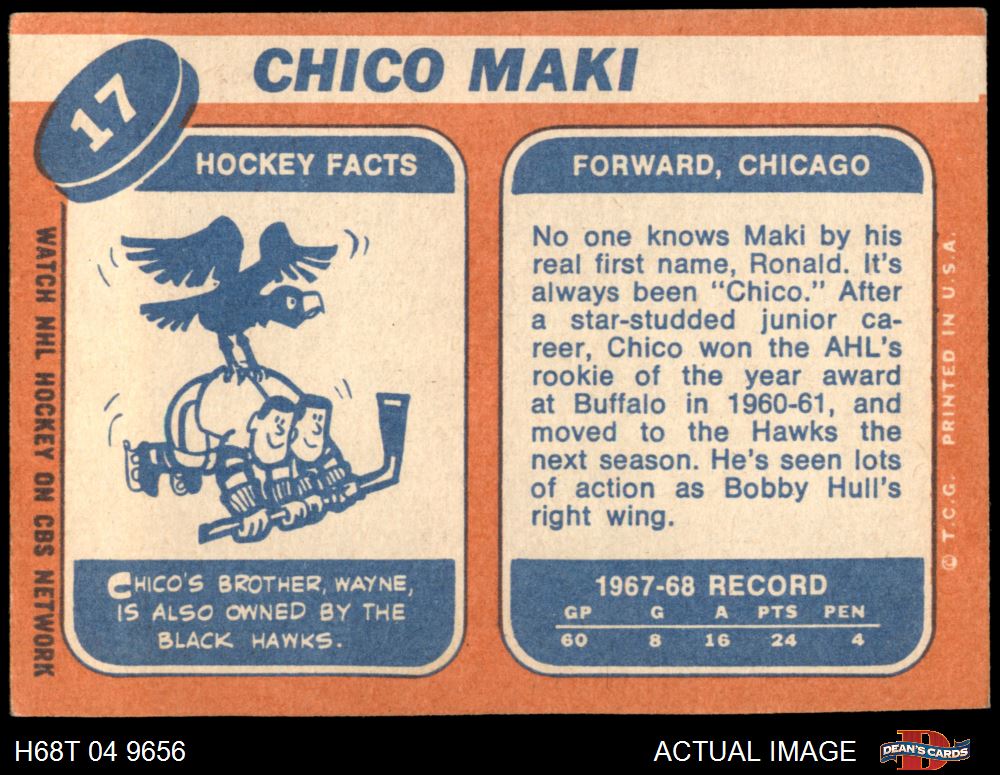 17
CHICO MAKI
HOCKEY FACTS
CHICO'S BROTHER, WAYNE,
IS ALSO OWNED BY THE
BLACK HAWKS.
FORWARD, CHICAGO
No one knows Maki by his
real first name, Ronald. It's
always been "Chico." After
a star-studded junior ca-
reer, Chico won the AHL's
rookie of the year award
at Buffalo in 1960-61, and
moved to the Hawks the
next season. He's seen lots
of action as Bobby Hull's
right wing.
1967-68 RECORD
GP G A PTS PEN
60 8 16 24 4
WATCH NHL HOCKEY ON CBS NETWORK
© T.C.G. PRINTED IN U.S.A.
H68T 04 9656
ACTUAL IMAGE
D
DEAN'S CARDS